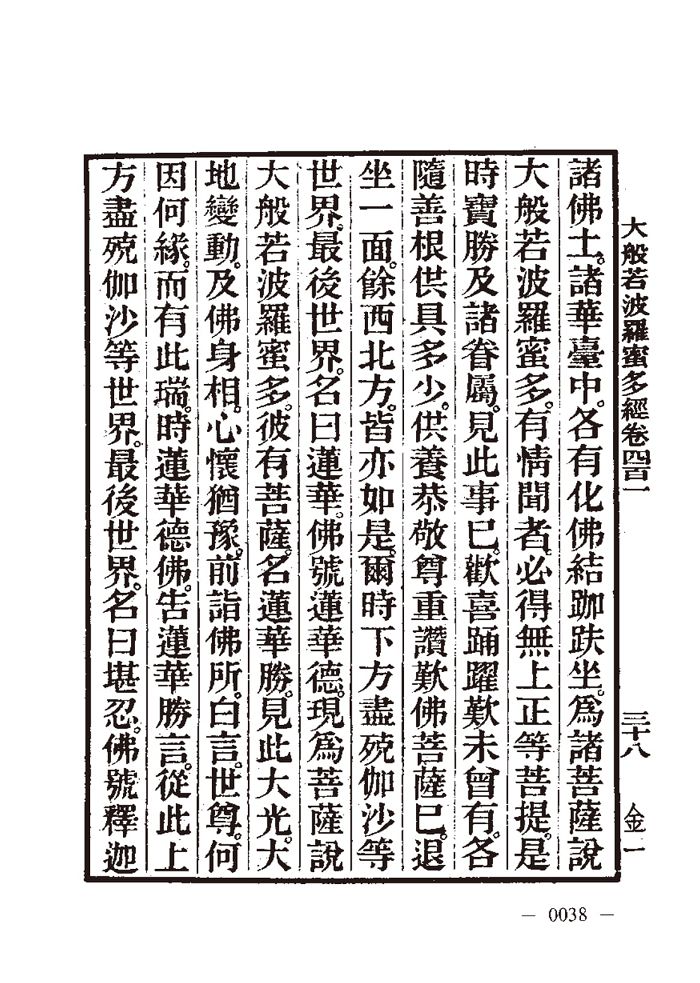 大般若波羅蜜多經卷四百一　三十八　金一
諸佛土。諸華臺中。各有化佛結跏趺坐。爲諸菩薩說
大般若波羅蜜多。有情聞者。必得無上正等菩提。是
時寶勝及諸眷屬。見此事已。歡喜踊躍歎未曾有。各
隨善根供具多少。供養恭敬尊重讚歎佛菩薩已。退
坐一面。餘西北方。皆亦如是。爾時下方盡殑伽沙等
世界。最後世界。名曰蓮華。佛號蓮華德。現爲菩薩說
大般若波羅蜜多。彼有菩薩。名蓮華勝。見此大光。大
地變動。及佛身相。心懷猶豫。前詣佛所。白言。世尊。何
因何緣。而有此瑞。時蓮華德佛。告蓮華勝言。從此上
方盡殑伽沙等世界。最後世界。名曰堪忍。佛號釋迦
— 0038 —